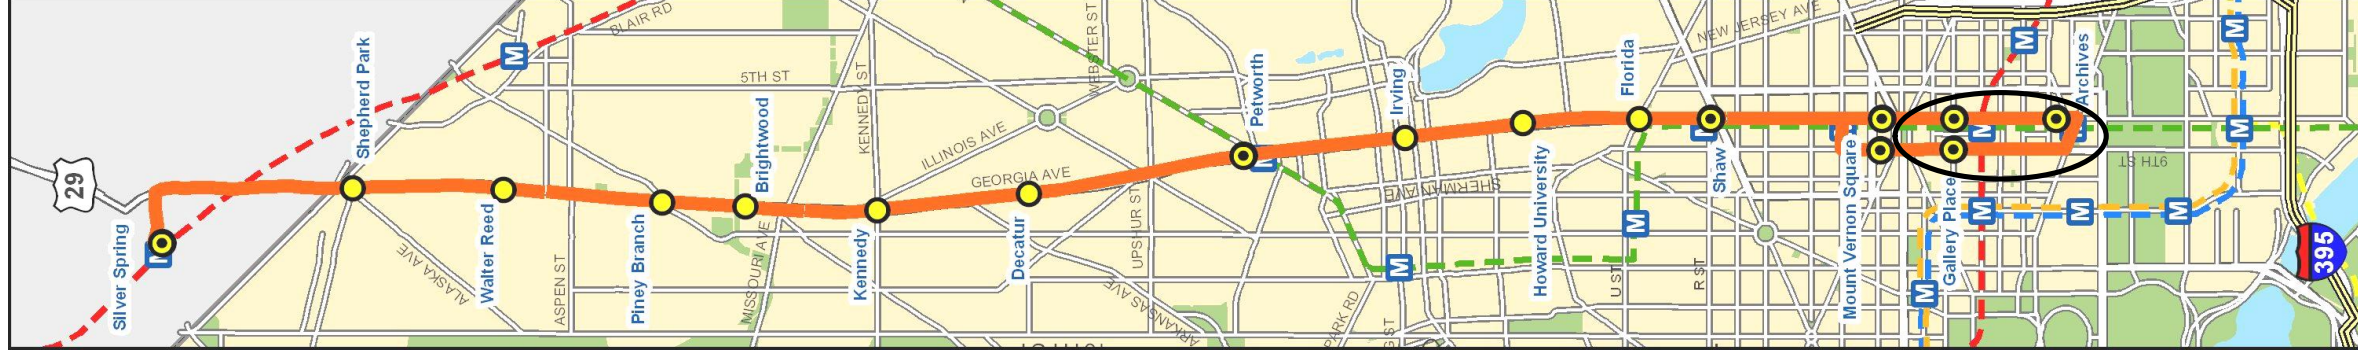 29
Silver Spring
Shepherd Park
M
M
BLAIR RD
ALASKA AVE
Walter Reed
ASPEN ST
Piney Branch
5TH ST
Brightwood
MISSOURI AVE
KENNEDY ST
Kennedy
ILLINOIS AVE
GEORGIA AVE
Decatur
WEBSTER ST
UPSHUR ST
ARKANSAS AVE
Petworth
PARK RD
Irving
SHERMAN AVE
M
Howard University
Florida
M
U ST
R ST
Shaw
NEW JERSEY AVE
Mount Vernon Square
Gallery Place
M
M
M
M
M
M
Archives
9TH ST
M
M
395